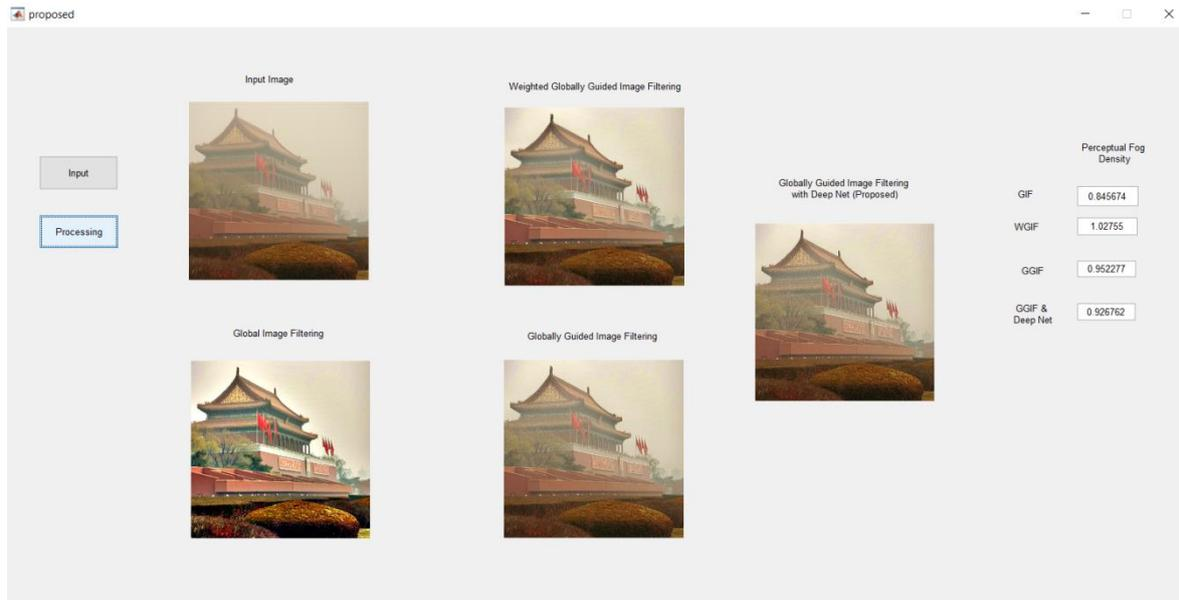 proposed
Input Image
Weighted Globally Guided Image Filtering
Input
Processing
Globally Guided Image Filtering
with Deep Net (Proposed)
Perceptual Fog
Density
GIF 0.845674
WGIF 1.02755
GGIF 0.952277
GGIF &
Deep Net 0.926762
Global Image Filtering
Globally Guided Image Filtering